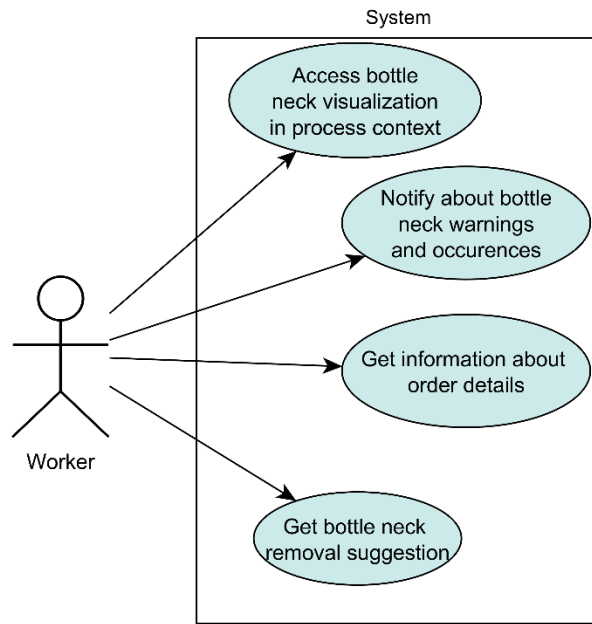 System
Access bottle
neck visualization
in process context
Notify about bottle
neck warnings
and occurences
Get information about
order details
Worker
Get bottle neck
removal suggestion